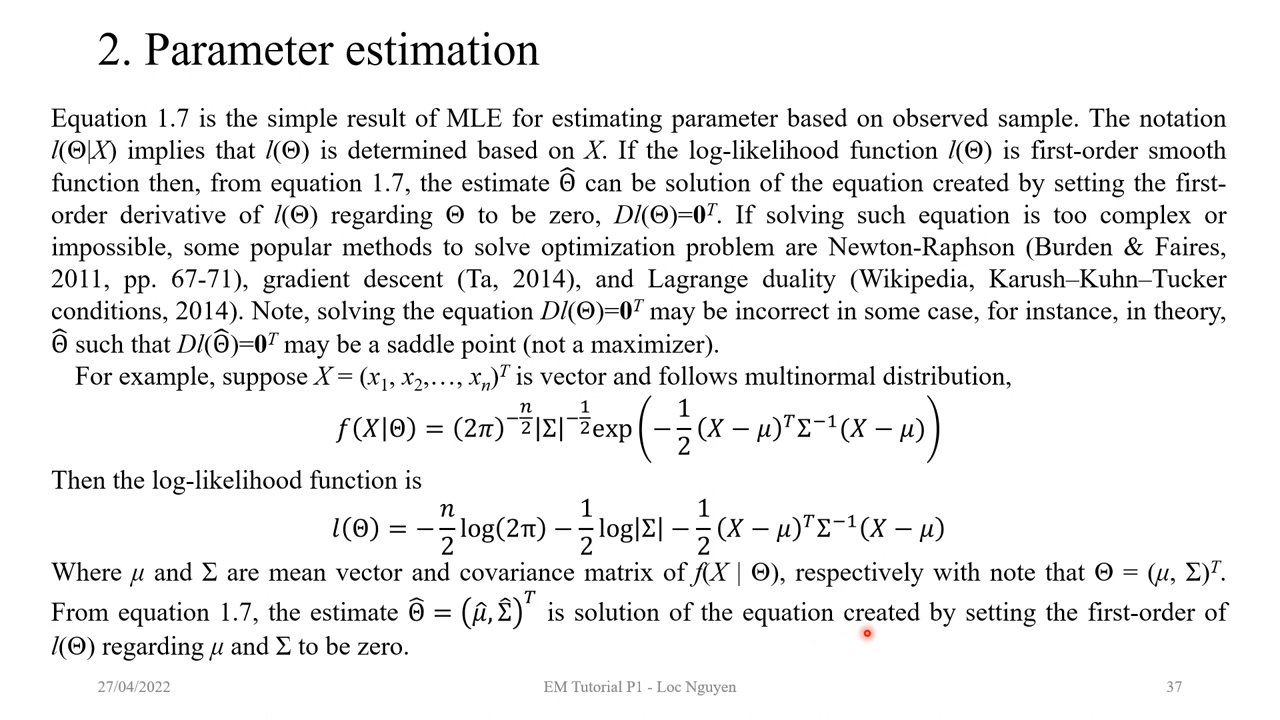 2. Parameter estimation
Equation 1.7 is the simple result of MLE for estimating parameter based on observed sample. The notation
l(Θ|X) implies that l(Θ) is determined based on X. If the log-likelihood function l(Θ) is first-order smooth
function then, from equation 1.7, the estimate Θ̂ can be solution of the equation created by setting the first-
order derivative of l(Θ) regarding Θ to be zero, Dl(Θ)=0ᵀ. If solving such equation is too complex or
impossible, some popular methods to solve optimization problem are Newton-Raphson (Burden & Faires,
2011, pp. 67-71), gradient descent (Ta, 2014), and Lagrange duality (Wikipedia, Karush–Kuhn–Tucker
conditions, 2014). Note, solving the equation Dl(Θ)=0ᵀ may be incorrect in some case, for instance, in theory,
Θ̂ such that Dl(Θ̂)=0ᵀ may be a saddle point (not a maximizer).
For example, suppose X = (x₁, x₂,…, xₙ)ᵀ is vector and follows multinormal distribution,
f(X|Θ) = (2π)^(−n/2)|Σ|^(−1/2)exp(−1/2(X − μ)ᵀΣ⁻¹(X − μ))
Then the log-likelihood function is
l(Θ) = −n/2log(2π) − 1/2log|Σ| − 1/2(X − μ)ᵀΣ⁻¹(X − μ)
Where μ and Σ are mean vector and covariance matrix of f(X | Θ), respectively with note that Θ = (μ, Σ)ᵀ.
From equation 1.7, the estimate Θ̂ = (μ̂, Σ̂)ᵀ is solution of the equation created by setting the first-order of
l(Θ) regarding μ and Σ to be zero.
27/04/2022
EM Tutorial P1 - Loc Nguyen
37